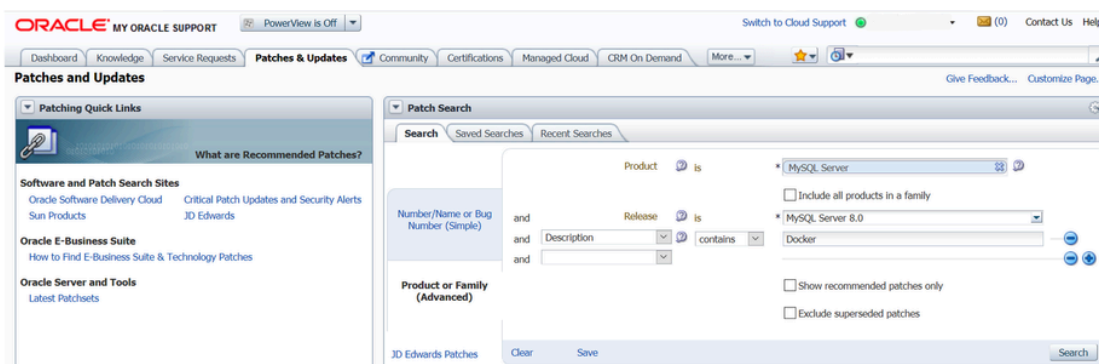 ORACLE MY ORACLE SUPPORT PowerView is Off Switch to Cloud Support (0) Contact Us Help
Dashboard Knowledge Service Requests Patches & Updates Community Certifications Managed Cloud CRM On Demand More...
Patches and Updates Give Feedback... Customize Page.
Patching Quick Links
What are Recommended Patches?
Software and Patch Search Sites
Oracle Software Delivery Cloud Critical Patch Updates and Security Alerts
Sun Products JD Edwards
Oracle E-Business Suite
How to Find E-Business Suite & Technology Patches
Oracle Server and Tools
Latest Patchsets
Patch Search
Search Saved Searches Recent Searches
Number/Name or Bug
Number (Simple)
Product or Family
(Advanced)
JD Edwards Patches
Product is * MySQL Server
Include all products in a family
and Release is * MySQL Server 8.0
and Description contains Docker
and
Show recommended patches only
Exclude superseded patches
Clear Save Search